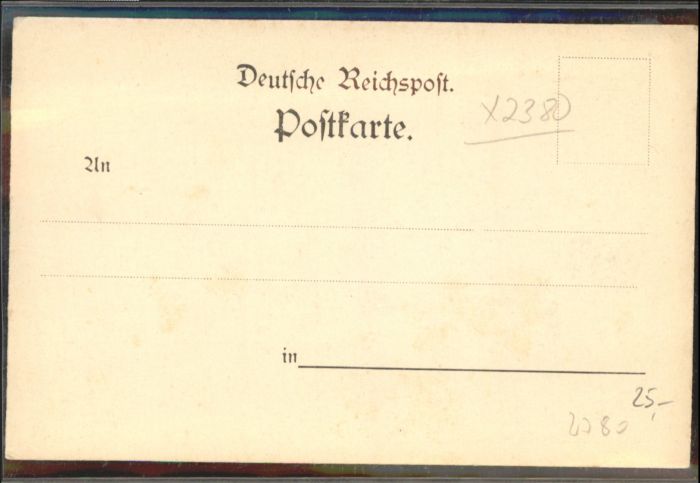 Deutſche Reichspoſt.
Poſtkarte.
X2380
An
in
25,-
2380